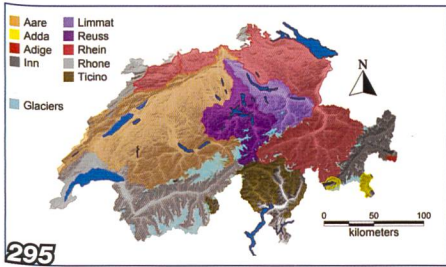 Aare
Adda
Adige
Inn
Limmat
Reuss
Rhein
Rhone
Ticino
Glaciers
N
0 50 100
kilometers
295